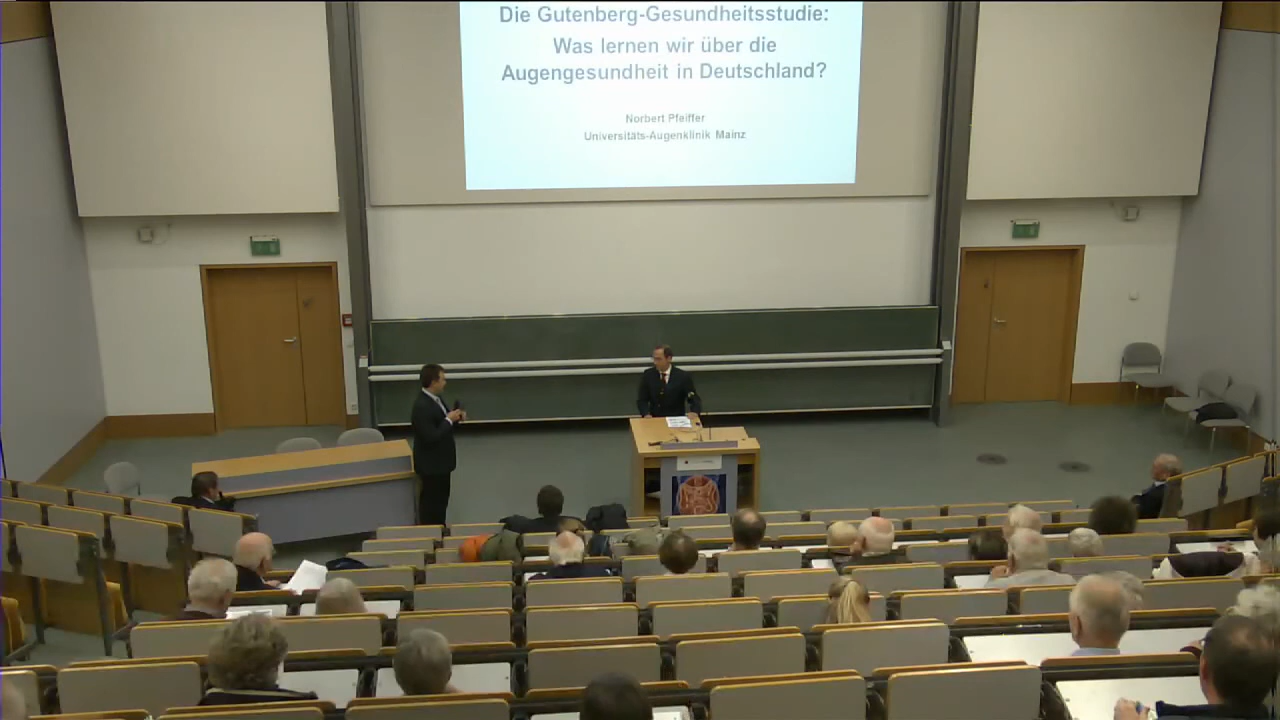 Die Gutenberg-Gesundheitsstudie:
Was lernen wir über die
Augengesundheit in Deutschland?
Norbert Pfeiffer
Universitäts-Augenklinik Mainz